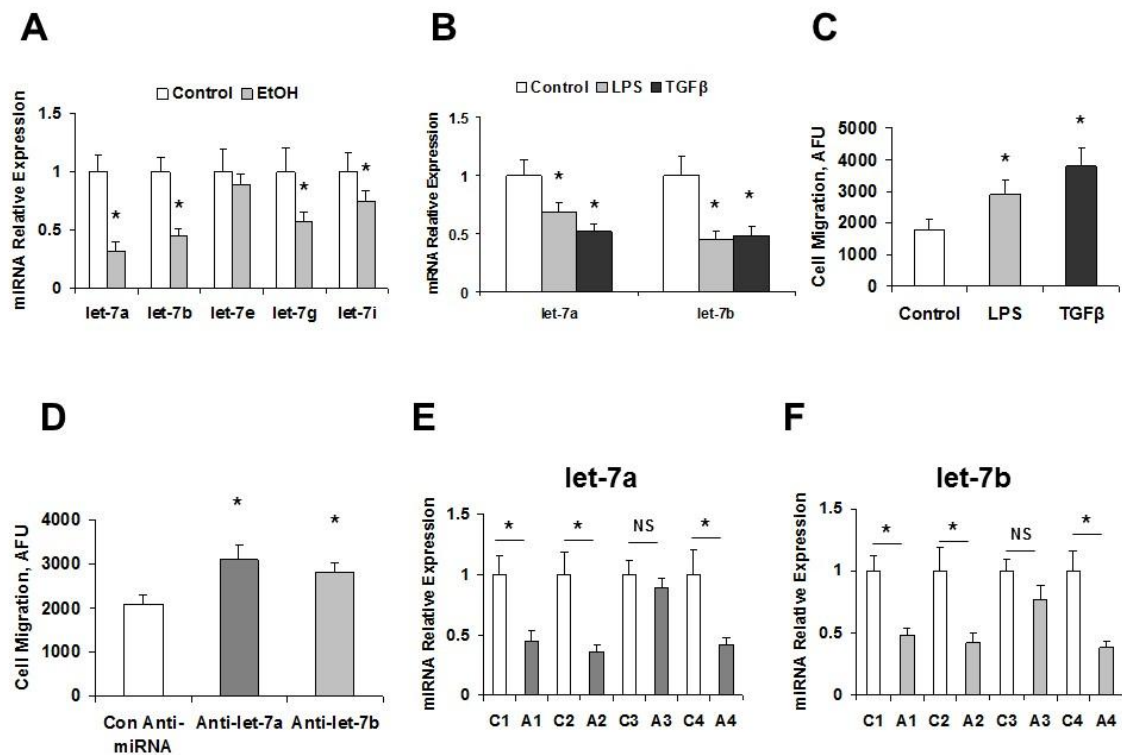 A
Control EtOH
miRNA Relative Expression
1.5
1
0.5
0
* * * *
let-7a let-7b let-7e let-7g let-7i
B
Control LPS TGFβ
mRNA Relative Expression
1.5
1
0.5
0
* * * *
let-7a let-7b
C
Cell Migration, AFU
5000
4000
3000
2000
1000
0
* *
Control LPS TGFβ
D
Cell Migration, AFU
4000
3000
2000
1000
0
* *
Con Anti- Anti-let-7a Anti-let-7b
miRNA
E
let-7a
miRNA Relative Expression
1.5
1
0.5
0
* * NS *
C1 A1 C2 A2 C3 A3 C4 A4
F
let-7b
miRNA Relative Expression
1.5
1
0.5
0
* * NS *
C1 A1 C2 A2 C3 A3 C4 A4